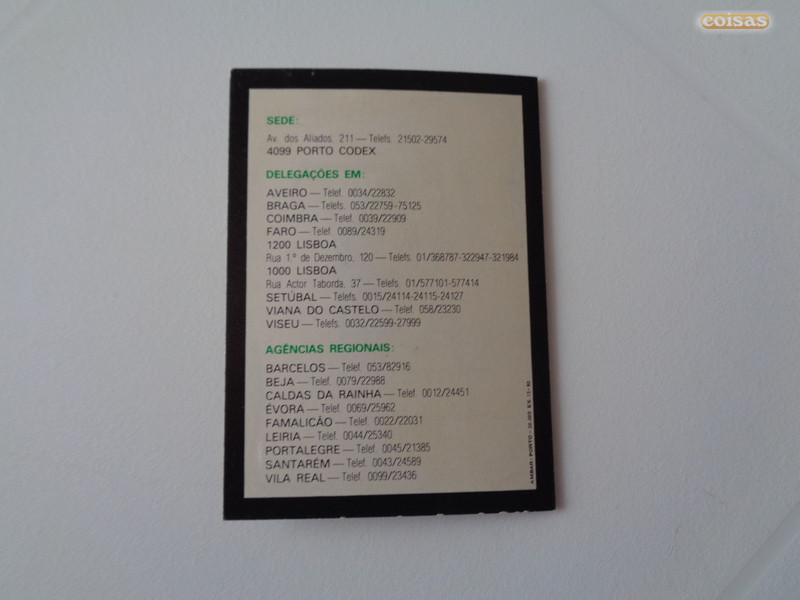 coisas
SEDE:
Av. dos Aliados, 211 — Telefs. 21502-29574
4099 PORTO CODEX
DELEGAÇÕES EM:
AVEIRO — Telef. 0034/22832
BRAGA — Telefs. 053/22759-75125
COIMBRA — Telef. 0039/22909
FARO — Telef. 0089/24319
1200 LISBOA
Rua 1.º de Dezembro, 120 — Telefs. 01/368787-322947-321984
1000 LISBOA
Rua Actor Taborda, 37 — Telefs. 01/577101-577414
SETÚBAL — Telefs. 0015/24114-24115-24127
VIANA DO CASTELO — Telef. 058/23230
VISEU — Telefs. 0032/22599-27999
AGÊNCIAS REGIONAIS:
BARCELOS — Telef. 053/82916
BEJA — Telef. 0079/22988
CALDAS DA RAINHA — Telef. 0012/24451
ÉVORA — Telef. 0069/25962
FAMALICÃO — Telef. 0022/22031
LEIRIA — Telef. 0044/25340
PORTALEGRE — Telef. 0045/21385
SANTARÉM — Telef. 0043/24589
VILA REAL — Telef. 0099/23436
AMBAR - PORTO -